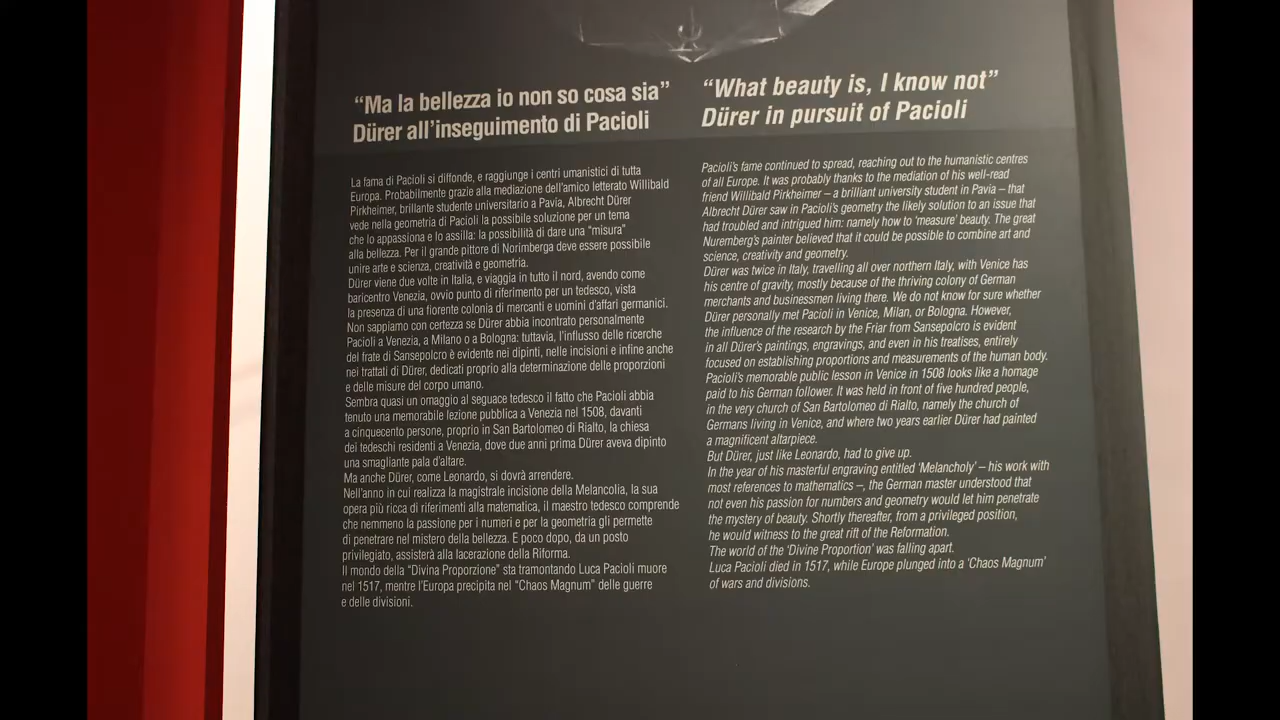 “Ma la bellezza io non so cosa sia”
Dürer all’inseguimento di Pacioli
La fama di Pacioli si diffonde, e raggiunge i centri umanistici di tutta
Europa. Probabilmente grazie alla mediazione dell’amico letterato Willibald
Pirkheimer, brillante studente universitario a Pavia, Albrecht Dürer
vede nella geometria di Pacioli la possibile soluzione per un tema
che lo appassiona e lo assilla: la possibilità di dare una “misura”
alla bellezza. Per il grande pittore di Norimberga deve essere possibile
unire arte e scienza, creatività e geometria.
Dürer viene due volte in Italia, e viaggia in tutto il nord, avendo come
baricentro Venezia, ovvio punto di riferimento per un tedesco, vista
la presenza di una fiorente colonia di mercanti e uomini d’affari germanici.
Non sappiamo con certezza se Dürer abbia incontrato personalmente
Pacioli a Venezia, a Milano o a Bologna: tuttavia, l’influsso delle ricerche
del frate di Sansepolcro è evidente nei dipinti, nelle incisioni e infine anche
nei trattati di Dürer, dedicati proprio alla determinazione delle proporzioni
e delle misure del corpo umano.
Sembra quasi un omaggio al seguace tedesco il fatto che Pacioli abbia
tenuto una memorabile lezione pubblica a Venezia nel 1508, davanti
a cinquecento persone, proprio in San Bartolomeo di Rialto, la chiesa
dei tedeschi residenti a Venezia, dove due anni prima Dürer aveva dipinto
una smagliante pala d’altare.
Ma anche Dürer, come Leonardo, si dovrà arrendere.
Nell’anno in cui realizza la magistrale incisione della Melancolia, la sua
opera più ricca di riferimenti alla matematica, il maestro tedesco comprende
che nemmeno la passione per i numeri e per la geometria gli permette
di penetrare nel mistero della bellezza. E poco dopo, da un posto
privilegiato, assisterà alla lacerazione della Riforma.
Il mondo della “Divina Proporzione” sta tramontando Luca Pacioli muore
nel 1517, mentre l’Europa precipita nel “Chaos Magnum” delle guerre
e delle divisioni.
“What beauty is, I know not”
Dürer in pursuit of Pacioli
Pacioli’s fame continued to spread, reaching out to the humanistic centres
of all Europe. It was probably thanks to the mediation of his well-read
friend Willibald Pirkheimer – a brilliant university student in Pavia – that
Albrecht Dürer saw in Pacioli’s geometry the likely solution to an issue that
had troubled and intrigued him: namely how to ‘measure’ beauty. The great
Nuremberg’s painter believed that it could be possible to combine art and
science, creativity and geometry.
Dürer was twice in Italy, travelling all over northern Italy, with Venice has
his centre of gravity, mostly because of the thriving colony of German
merchants and businessmen living there. We do not know for sure whether
Dürer personally met Pacioli in Venice, Milan, or Bologna. However,
the influence of the research by the Friar from Sansepolcro is evident
in all Dürer’s paintings, engravings, and even in his treatises, entirely
focused on establishing proportions and measurements of the human body.
Pacioli’s memorable public lesson in Venice in 1508 looks like a homage
paid to his German follower. It was held in front of five hundred people,
in the very church of San Bartolomeo di Rialto, namely the church of
Germans living in Venice, and where two years earlier Dürer had painted
a magnificent altarpiece.
But Dürer, just like Leonardo, had to give up.
In the year of his masterful engraving entitled ‘Melancholy’ – his work with
most references to mathematics –, the German master understood that
not even his passion for numbers and geometry would let him penetrate
the mystery of beauty. Shortly thereafter, from a privileged position,
he would witness to the great rift of the Reformation.
The world of the ‘Divine Proportion’ was falling apart.
Luca Pacioli died in 1517, while Europe plunged into a ‘Chaos Magnum’
of wars and divisions.